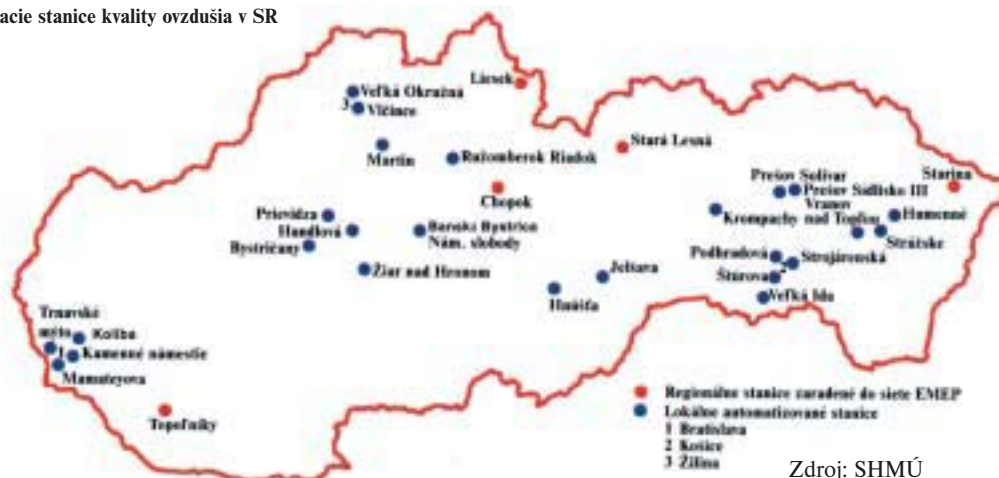 acie stanice kvality ovzdušia v SR
Liesek
Veľká Okružná
3
Vlčince
Martin
Ružomberok Riadok
Stará Lesná
Chopok
Prešov Solivar
Prešov Sídlisko III
Starina
Vranov
nad Topľou
Krompachy
Humenné
Strážske
Prievidza
Handlová
Bystričany
Banská Bystrica
Nám. slobody
Žiar nad Hronom
Podhradová
Strojárenská
2
Štúrova
Veľká Ida
Jelšava
Hnúšťa
Trnavské
mýto
Koliba
1
Kamenné námestie
Mamateyova
Topoľníky
Regionálne stanice zaradené do siete EMEP
Lokálne automatizované stanice
1 Bratislava
2 Košice
3 Žilina
Zdroj: SHMÚ